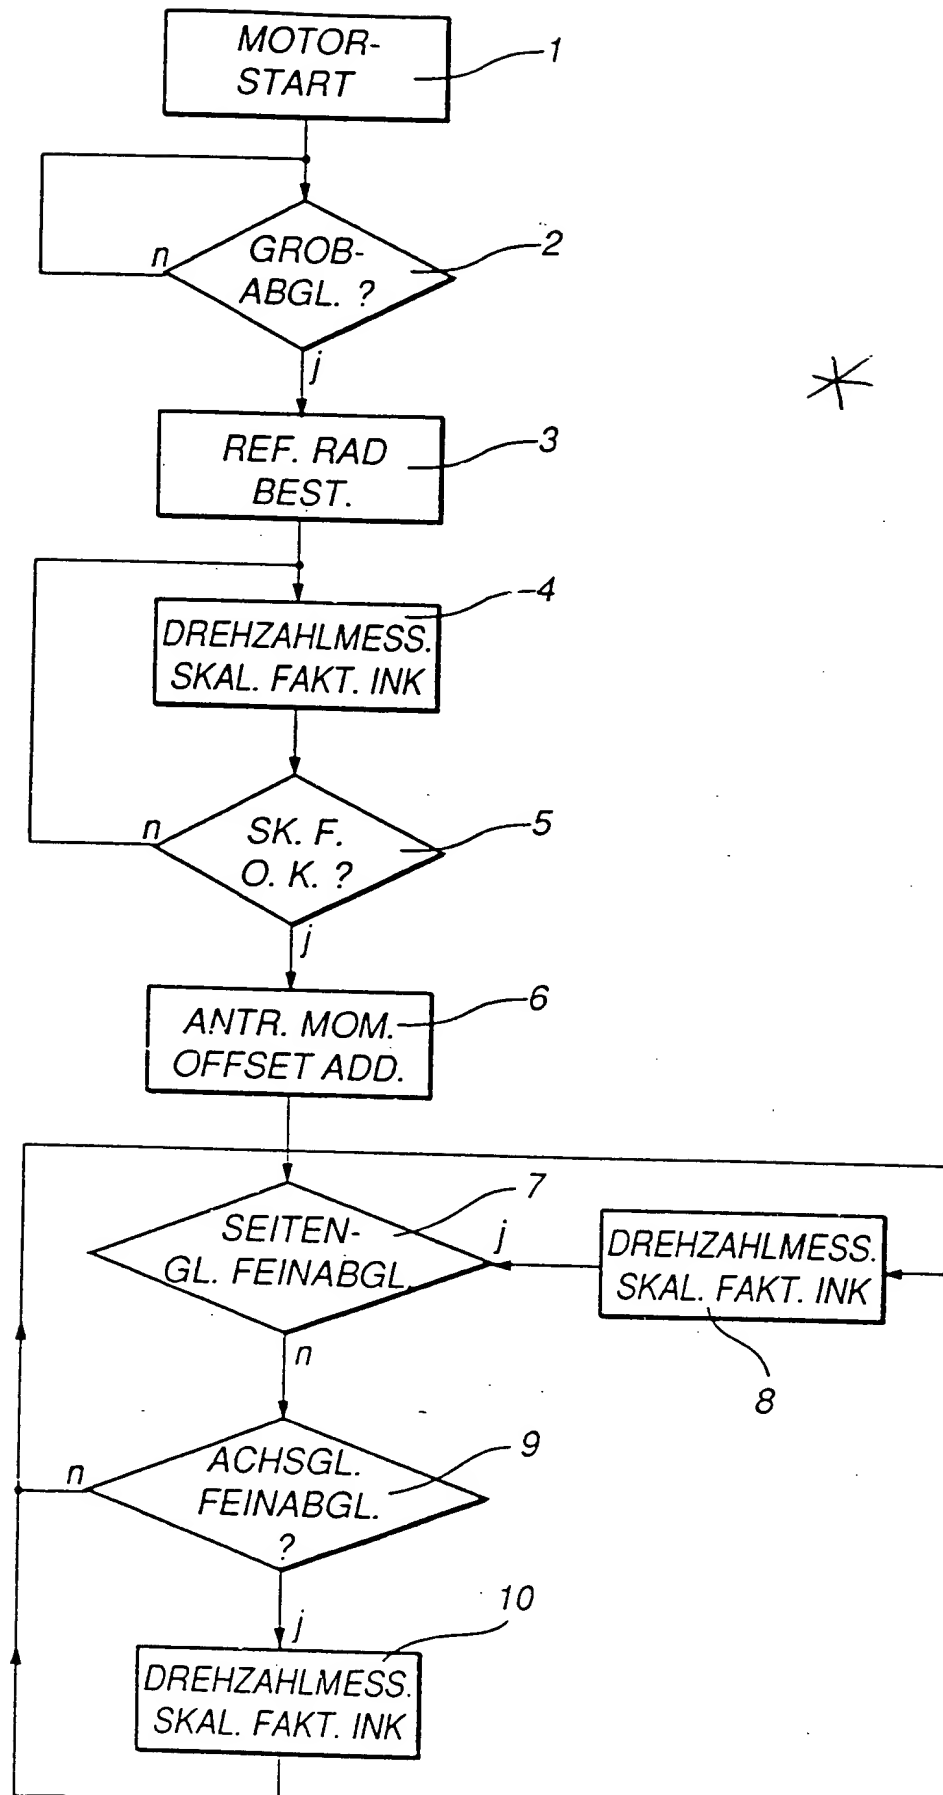 MOTOR-
START
1
n
GROB-
ABGL. ?
2
j
REF. RAD
BEST.
3
DREHZAHLMESS.
SKAL. FAKT. INK
4
n
SK. F.
O. K. ?
5
j
ANTR. MOM.
OFFSET ADD.
6
SEITEN-
GL. FEINABGL.
7
j
DREHZAHLMESS.
SKAL. FAKT. INK
8
n
n
ACHSGL.
FEINABGL.
?
9
j
10
DREHZAHLMESS.
SKAL. FAKT. INK